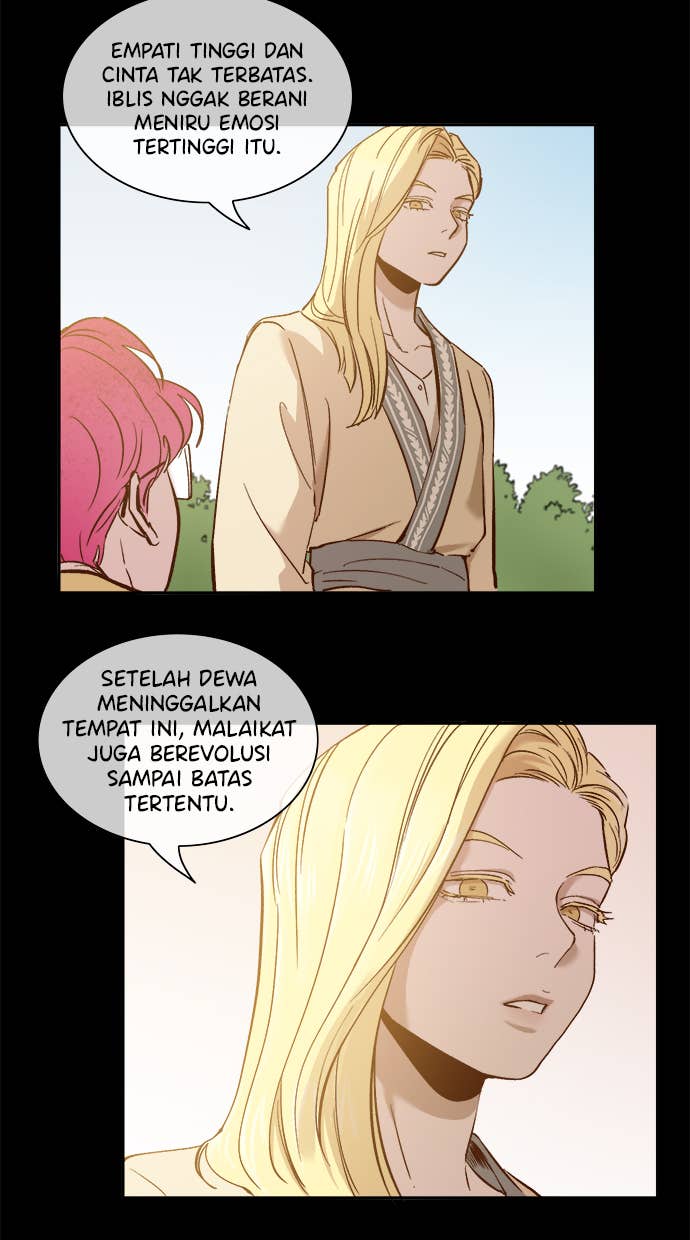 EMPATI TINGGI DAN
CINTA TAK TERBATAS.
IBLIS NGGAK BERANI
MENIRU EMOSI
TERTINGGI ITU.
SETELAH DEWA
MENINGGALKAN
TEMPAT INI, MALAIKAT
JUGA BEREVOLUSI
SAMPAI BATAS
TERTENTU.